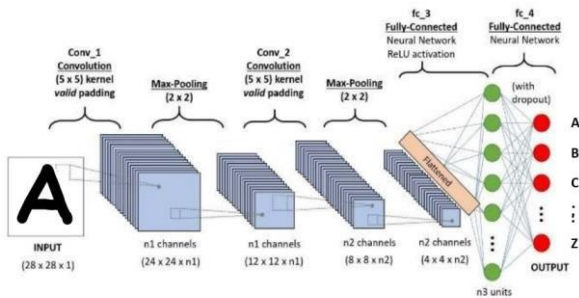 fc_3
Fully-Connected
Neural Network
ReLU activation
fc_4
Fully-Connected
Neural Network
Conv_1
Convolution
(5 x 5) kernel
valid padding
Max-Pooling
(2 x 2)
Conv_2
Convolution
(5 x 5) kernel
valid padding
Max-Pooling
(2 x 2)
(with
dropout)
A
Flattened
A
B
C
Z
INPUT
(28 x 28 x 1)
n1 channels
(24 x 24 x n1)
n1 channels
(12 x 12 x n1)
n2 channels
(8 x 8 x n2)
n2 channels
(4 x 4 x n2)
n3 units
OUTPUT